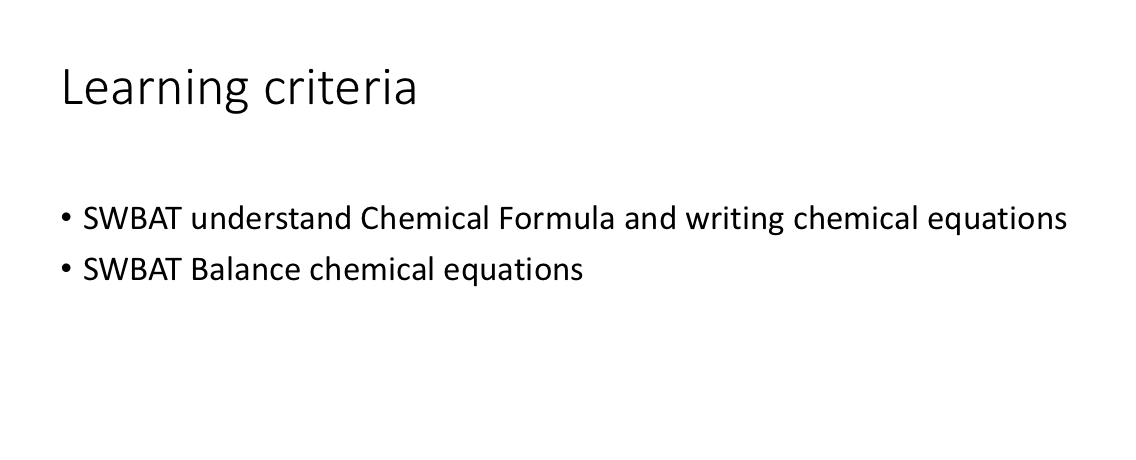 Learning criteria
• SWBAT understand Chemical Formula and writing chemical equations
• SWBAT Balance chemical equations